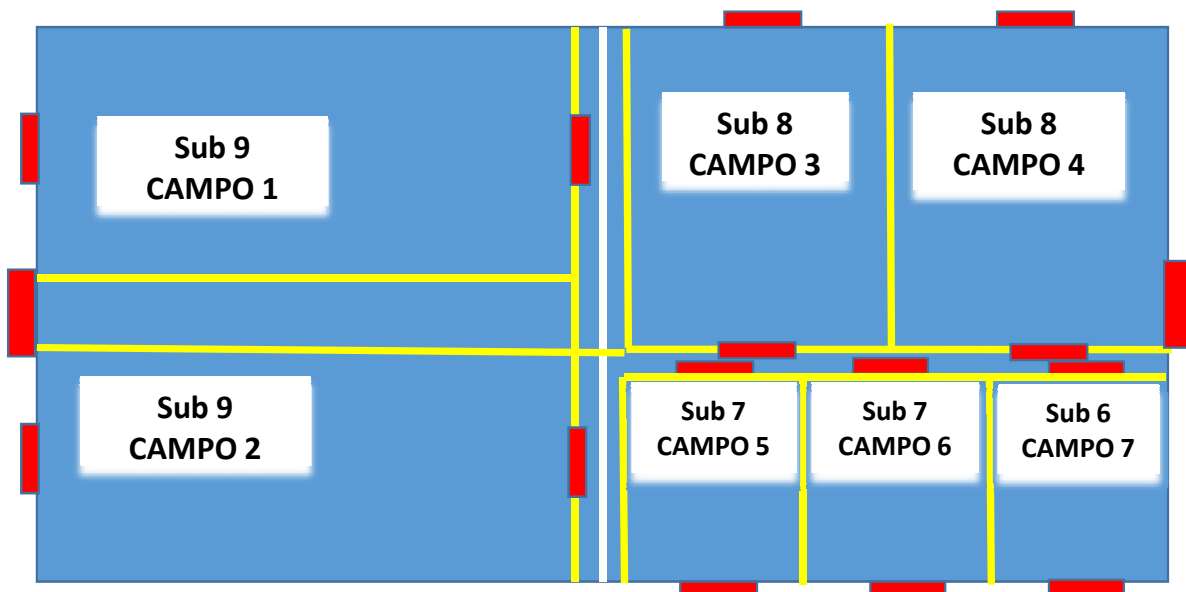 Sub 9
CAMPO 1
Sub 8
CAMPO 3
Sub 8
CAMPO 4
Sub 9
CAMPO 2
Sub 7
CAMPO 5
Sub 7
CAMPO 6
Sub 6
CAMPO 7